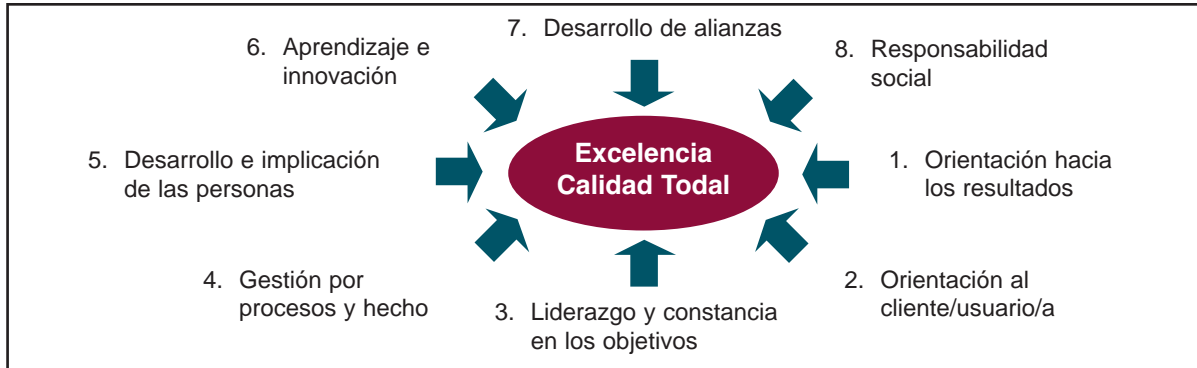 7. Desarrollo de alianzas
6. Aprendizaje e
innovación
8. Responsabilidad
social
Excelencia
Calidad Todal
5. Desarrollo e implicación
de las personas
1. Orientación hacia
los resultados
4. Gestión por
procesos y hecho
2. Orientación al
cliente/usuario/a
3. Liderazgo y constancia
en los objetivos